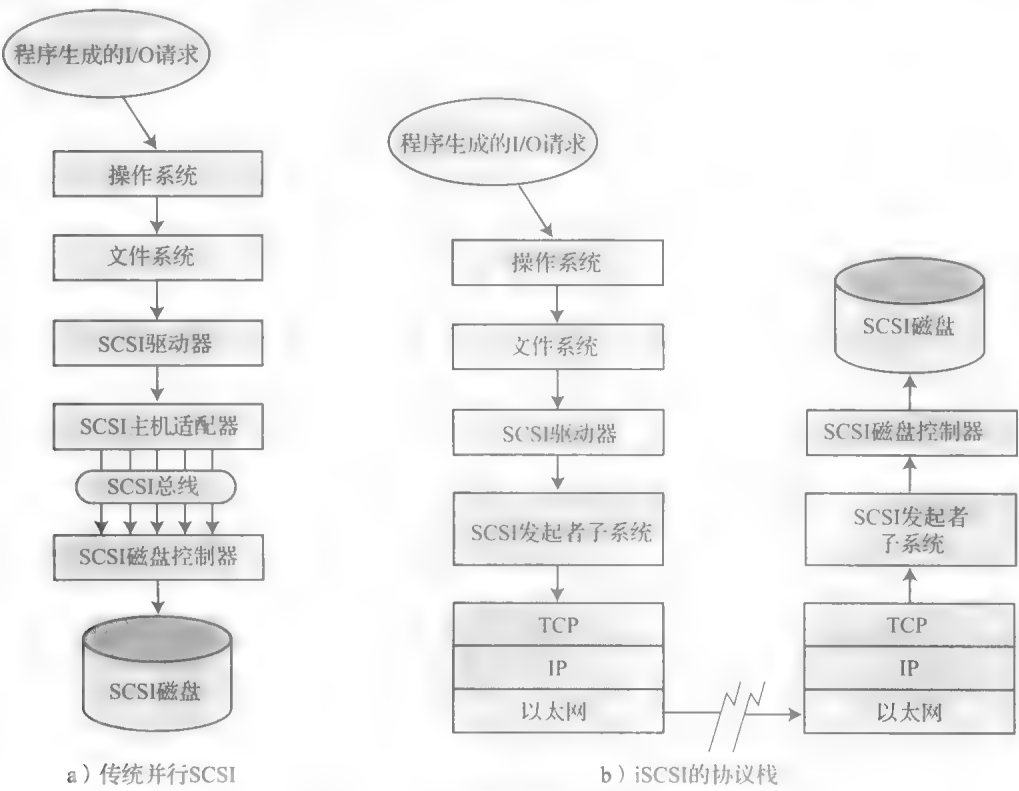 程序生成的I/O请求
操作系统
文件系统
SCSI驱动器
SCSI主机适配器
SCSI总线
SCSI磁盘控制器
SCSI磁盘
a）传统并行SCSI
程序生成的I/O请求
操作系统
文件系统
SCSI驱动器
SCSI发起者子系统
TCP
IP
以太网
SCSI磁盘
SCSI磁盘控制器
SCSI发起者
子系统
TCP
IP
以太网
b）iSCSI的协议栈